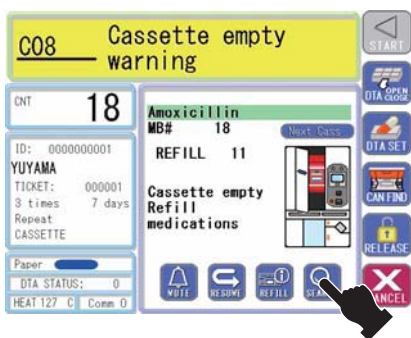 C08 Cassette empty
warning
START
CNT 18
ID: 0000000001
YUYAMA
TICKET: 000001
3 times 7 days
Repeat
CASSETTE
Paper
DTA STATUS: 0
HEAT 127 C Comm 0
Amoxicillin
MB# 18
Next Cass
REFILL 11
Cassette empty
Refill
medications
MUTE
RESUME
REFILL
OPEN
DTA CLOSE
DTA SET
CAN FIND
RELEASE